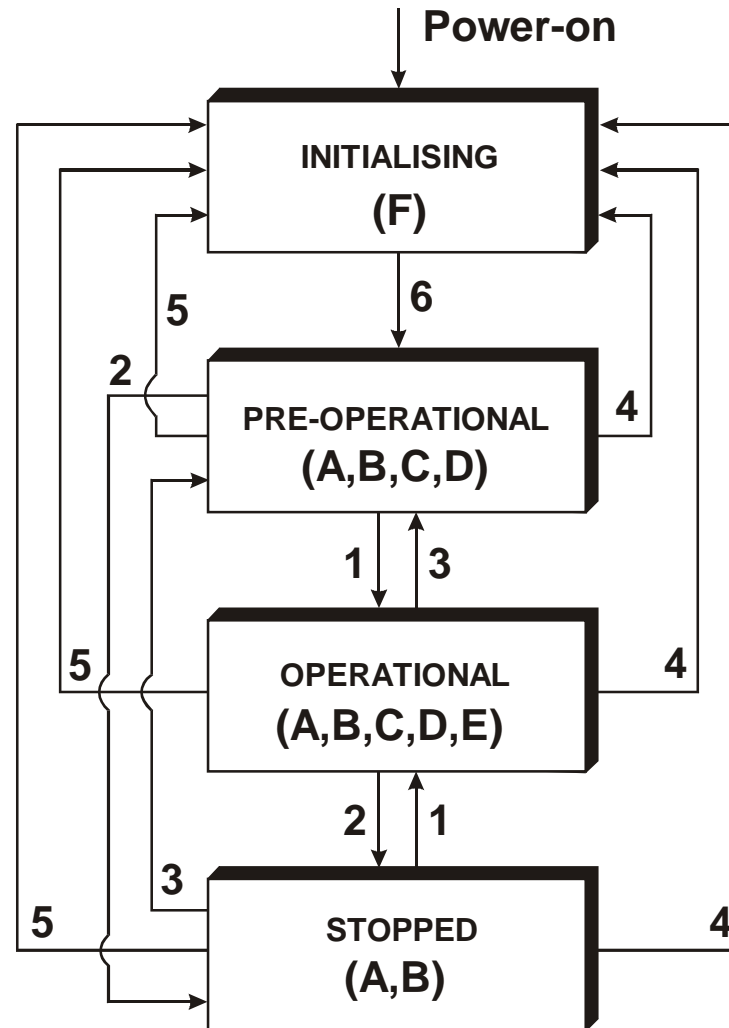 Power-on
INITIALISING
(F)
5
6
2
4
PRE-OPERATIONAL
(A,B,C,D)
1
3
5
4
OPERATIONAL
(A,B,C,D,E)
2
1
3
5
4
STOPPED
(A,B)